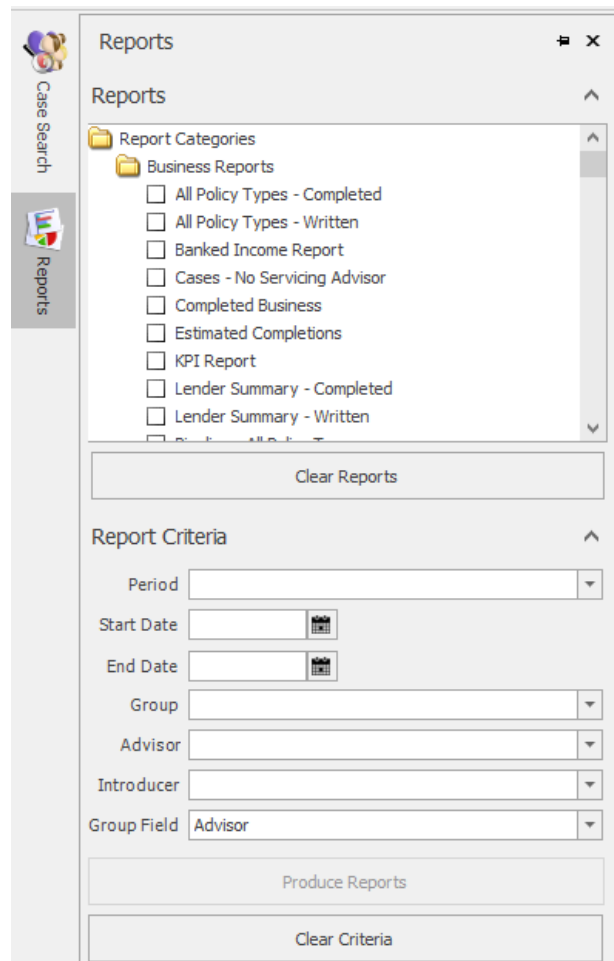 Case Search
Reports
Reports
Reports
Report Categories
Business Reports
All Policy Types - Completed
All Policy Types - Written
Banked Income Report
Cases - No Servicing Advisor
Completed Business
Estimated Completions
KPI Report
Lender Summary - Completed
Lender Summary - Written
Clear Reports
Report Criteria
Period
Start Date
End Date
Group
Advisor
Introducer
Group Field Advisor
Produce Reports
Clear Criteria